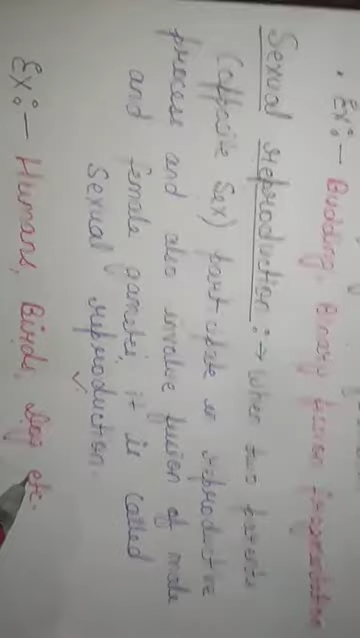 • Ex:- Budding, Binary fission fragmentation
Sexual reproduction :→ When two parents
(opposite Sex) participate in reproductive
process and also involve fusion of male
and female gametes, it is called
Sexual reproduction.
Ex:- Humans, Birds, Dog etc.